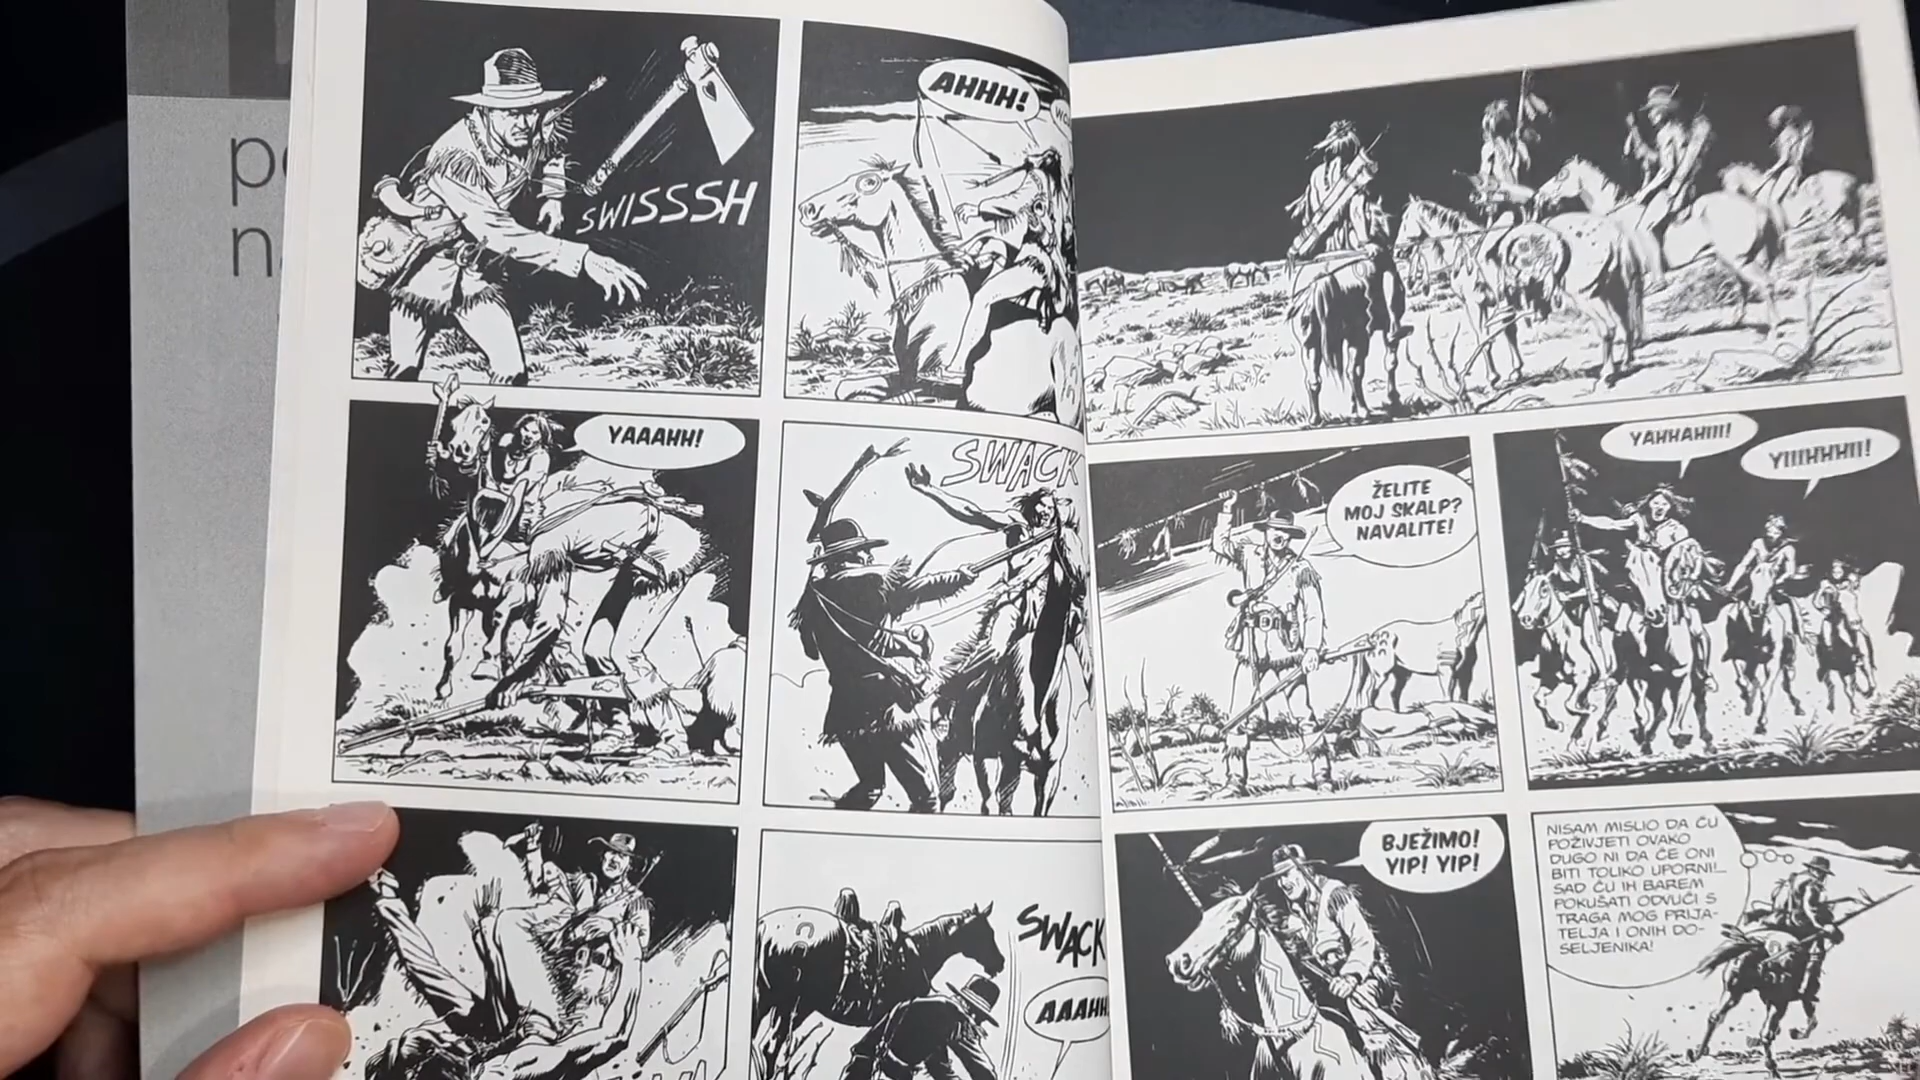 SWISSSH
AHHH!
YAAAHH!
SWACK
SWACK
ŽELITE
MOJ SKALP?
NAVALITE!
YAHHAHIII!
YIIHHHII!
BJEŽIMO!
YIP! YIP!
NISAM MISLIO DA ĆU
POŽIVJETI OVAKO
DUGO NI DA ĆE ONI
BITI TOLIKO UPORNI!...
SAD ĆU IH BAREM
POKUŠATI ODVUĆI S
TRAGA MOG PRIJA-
TELJA I ONIH DO-
SELJENIKA!